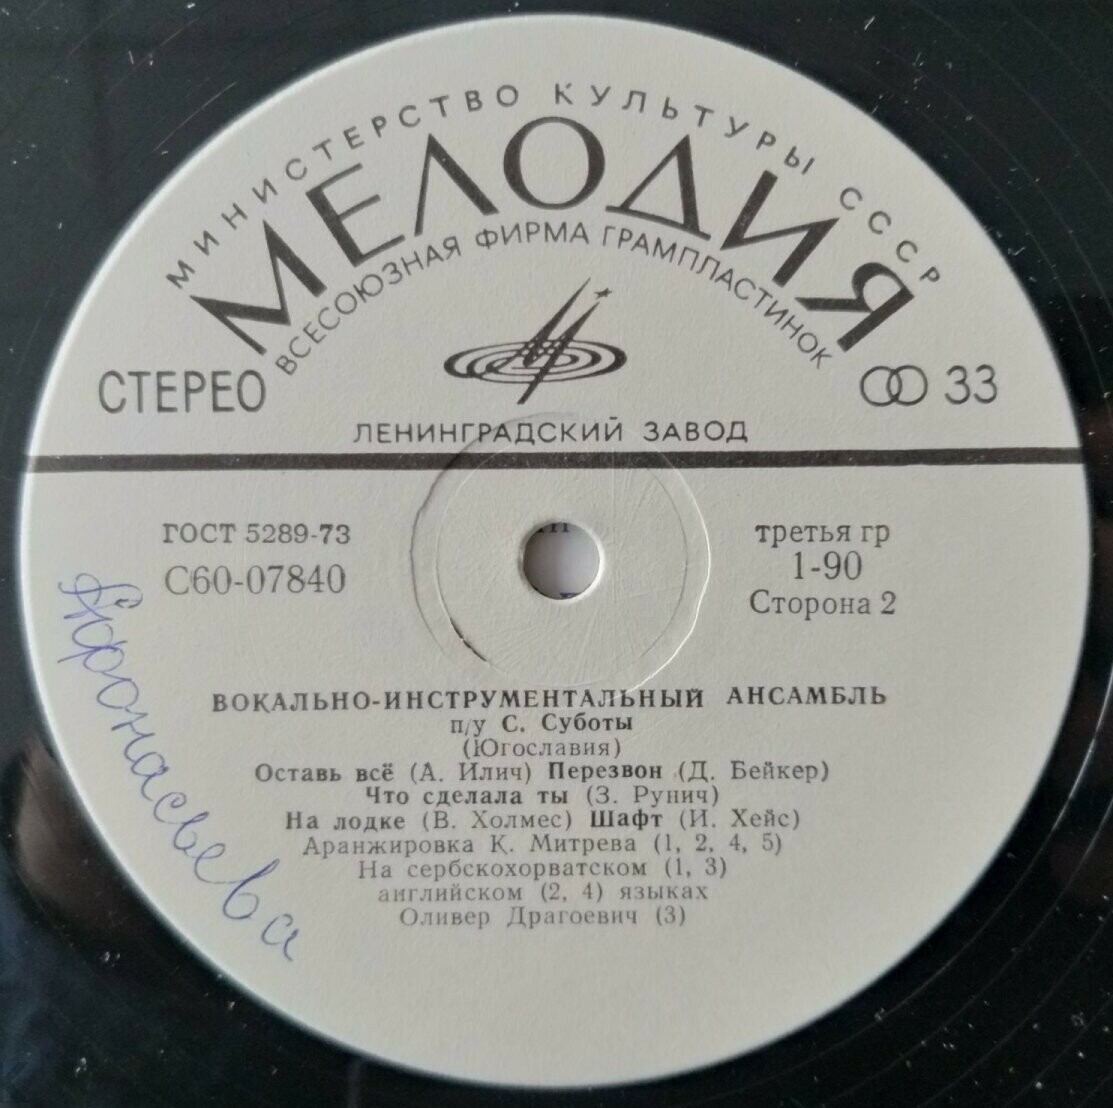 МИНИСТЕРСТВО КУЛЬТУРЫ СССР
МЕЛОДИЯ
ВСЕСОЮЗНАЯ ФИРМА ГРАМПЛАСТИНОК
СТЕРЕО
33
ЛЕНИНГРАДСКИЙ ЗАВОД
ГОСТ 5289-73
С60-07840
третья гр
1-90
Сторона 2
Афонасьева
ВОКАЛЬНО-ИНСТРУМЕНТАЛЬНЫЙ АНСАМБЛЬ
п/у С. Суботы
(Югославия)
Оставь всё (А. Илич) Перезвон (Д. Бейкер)
Что сделала ты (З. Рунич)
На лодке (В. Холмес) Шафт (И. Хейс)
Аранжировка К. Митрева (1, 2, 4, 5)
На сербскохорватском (1, 3)
английском (2, 4) языках
Оливер Драгоевич (3)